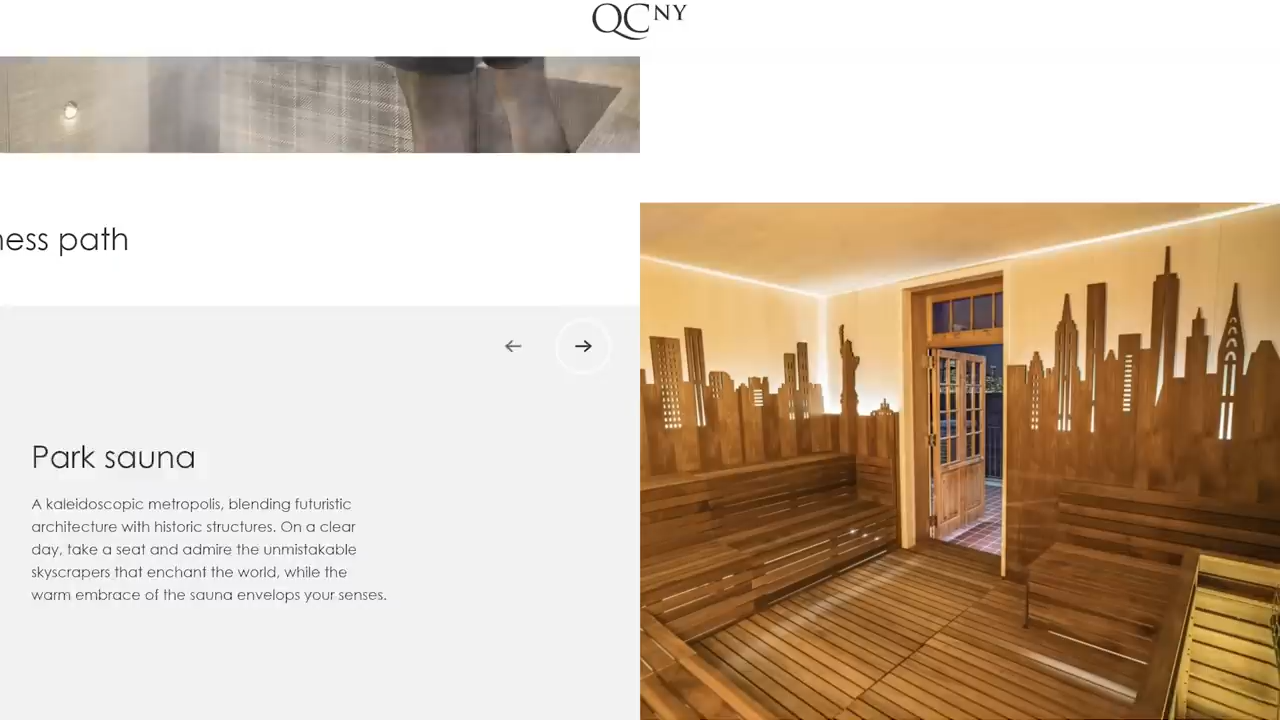 QCNY
ness path
Park sauna
A kaleidoscopic metropolis, blending futuristic
architecture with historic structures. On a clear
day, take a seat and admire the unmistakable
skyscrapers that enchant the world, while the
warm embrace of the sauna envelops your senses.